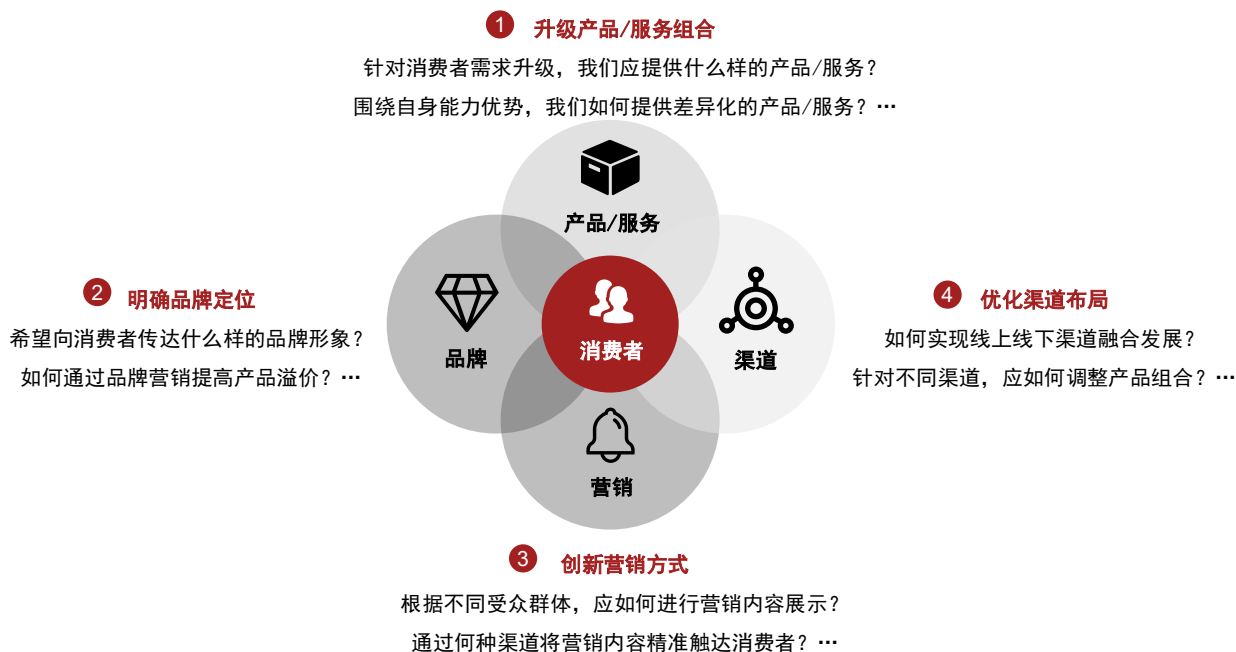 1 升级产品/服务组合
针对消费者需求升级，我们应提供什么样的产品/服务？
围绕自身能力优势，我们如何提供差异化的产品/服务？…
产品/服务
2 明确品牌定位
希望向消费者传达什么样的品牌形象？
如何通过品牌营销提高产品溢价？…
品牌
消费者
渠道
4 优化渠道布局
如何实现线上线下渠道融合发展？
针对不同渠道，应如何调整产品组合？…
营销
3 创新营销方式
根据不同受众群体，应如何进行营销内容展示？
通过何种渠道将营销内容精准触达消费者？…